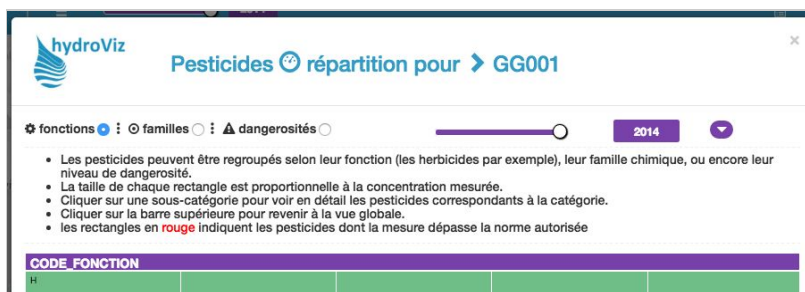 2014
hydroViz
×
Pesticides répartition pour > GG001
fonctions familles dangerosités 2014
Les pesticides peuvent être regroupés selon leur fonction (les herbicides par exemple), leur famille chimique, ou encore leur
niveau de dangerosité.
La taille de chaque rectangle est proportionnelle à la concentration mesurée.
Cliquer sur une sous-catégorie pour voir en détail les pesticides correspondants à la catégorie.
Cliquer sur la barre supérieure pour revenir à la vue globale.
les rectangles en rouge indiquent les pesticides dont la mesure dépasse la norme autorisée
CODE_FONCTION
H